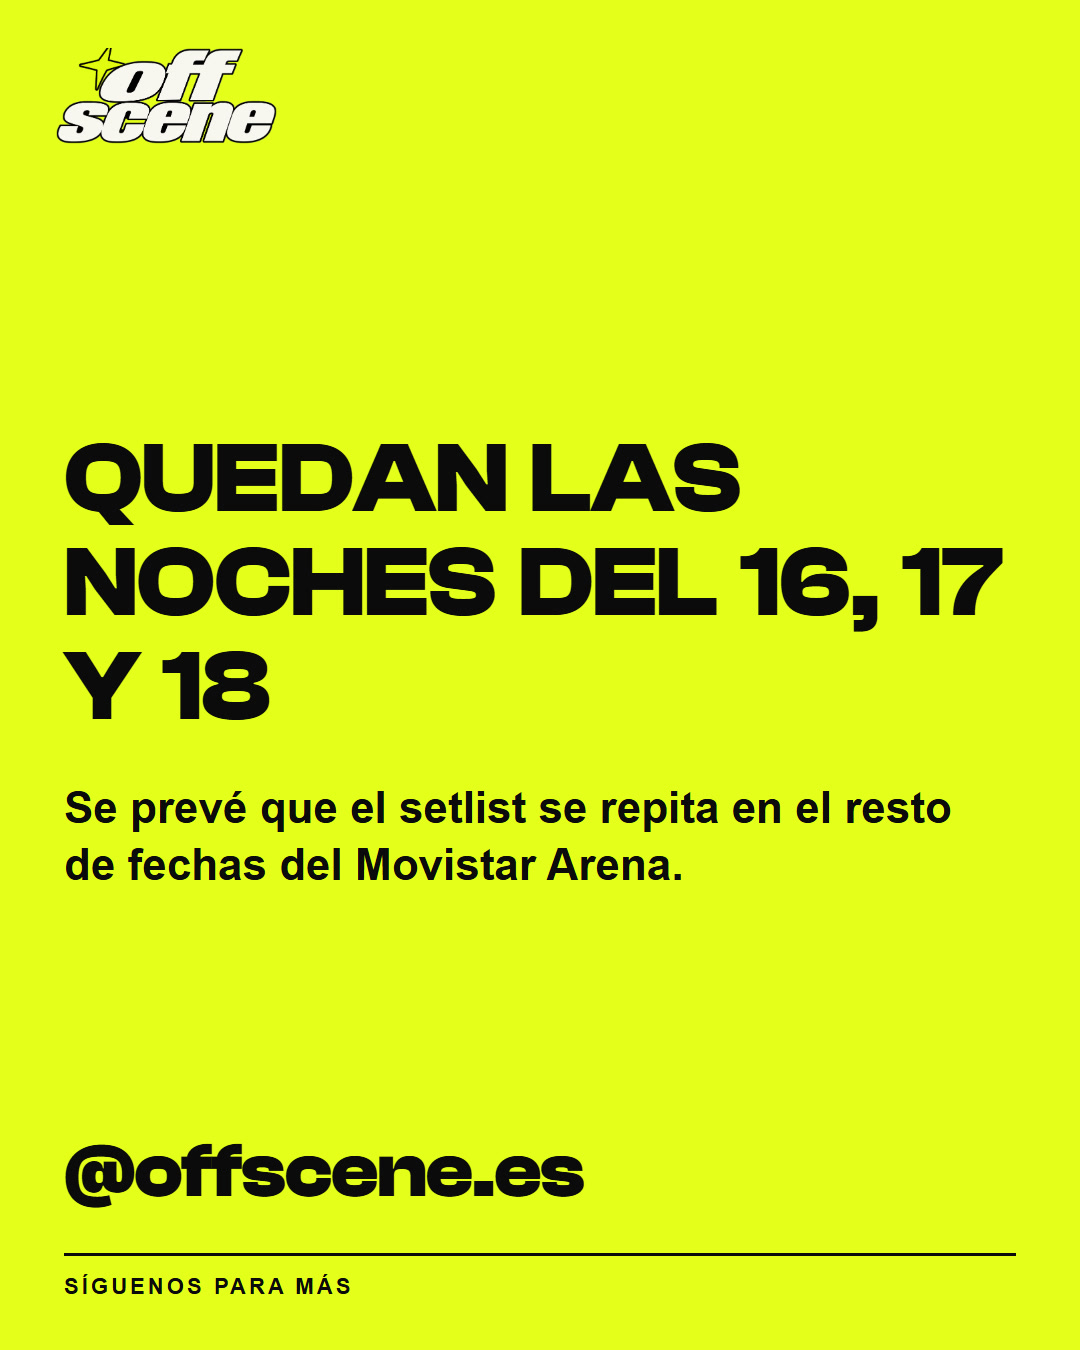 off
scene
QUEDAN LAS
NOCHES DEL 16, 17
Y 18
Se prevé que el setlist se repita en el resto
de fechas del Movistar Arena.
@offscene.es
SÍGUENOS PARA MÁS